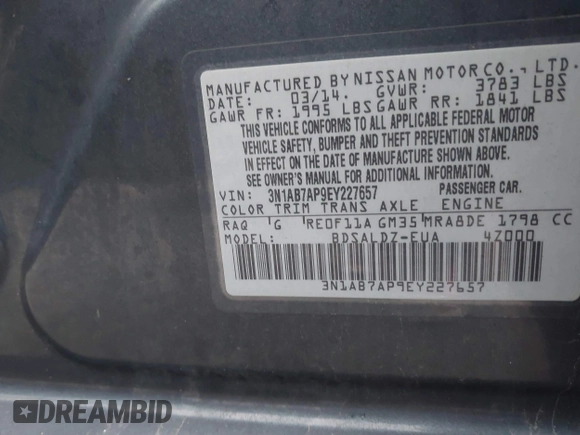 MANUFACTURED BY NISSAN MOTOR CO., LTD.
DATE: 03/14. GVWR: 3783 LBS
GAWR FR: 1995 LBS GAWR RR: 1841 LBS
THIS VEHICLE CONFORMS TO ALL APPLICABLE FEDERAL MOTOR
VEHICLE SAFETY, BUMPER AND THEFT PREVENTION STANDARDS
IN EFFECT ON THE DATE OF MANUFACTURE SHOWN ABOVE.
SEE OWNER'S MANUAL FOR ADDITIONAL INFORMATION.
VIN: 3N1AB7AP9EY227657 PASSENGER CAR.
COLOR TRIM TRANS AXLE ENGINE
RAQ G RE0F11A GM35 MRA8DE 1798 CC
MODEL: BDSALDZ-EUA 4Z000
3N1AB7AP9EY227657
DREAMBID